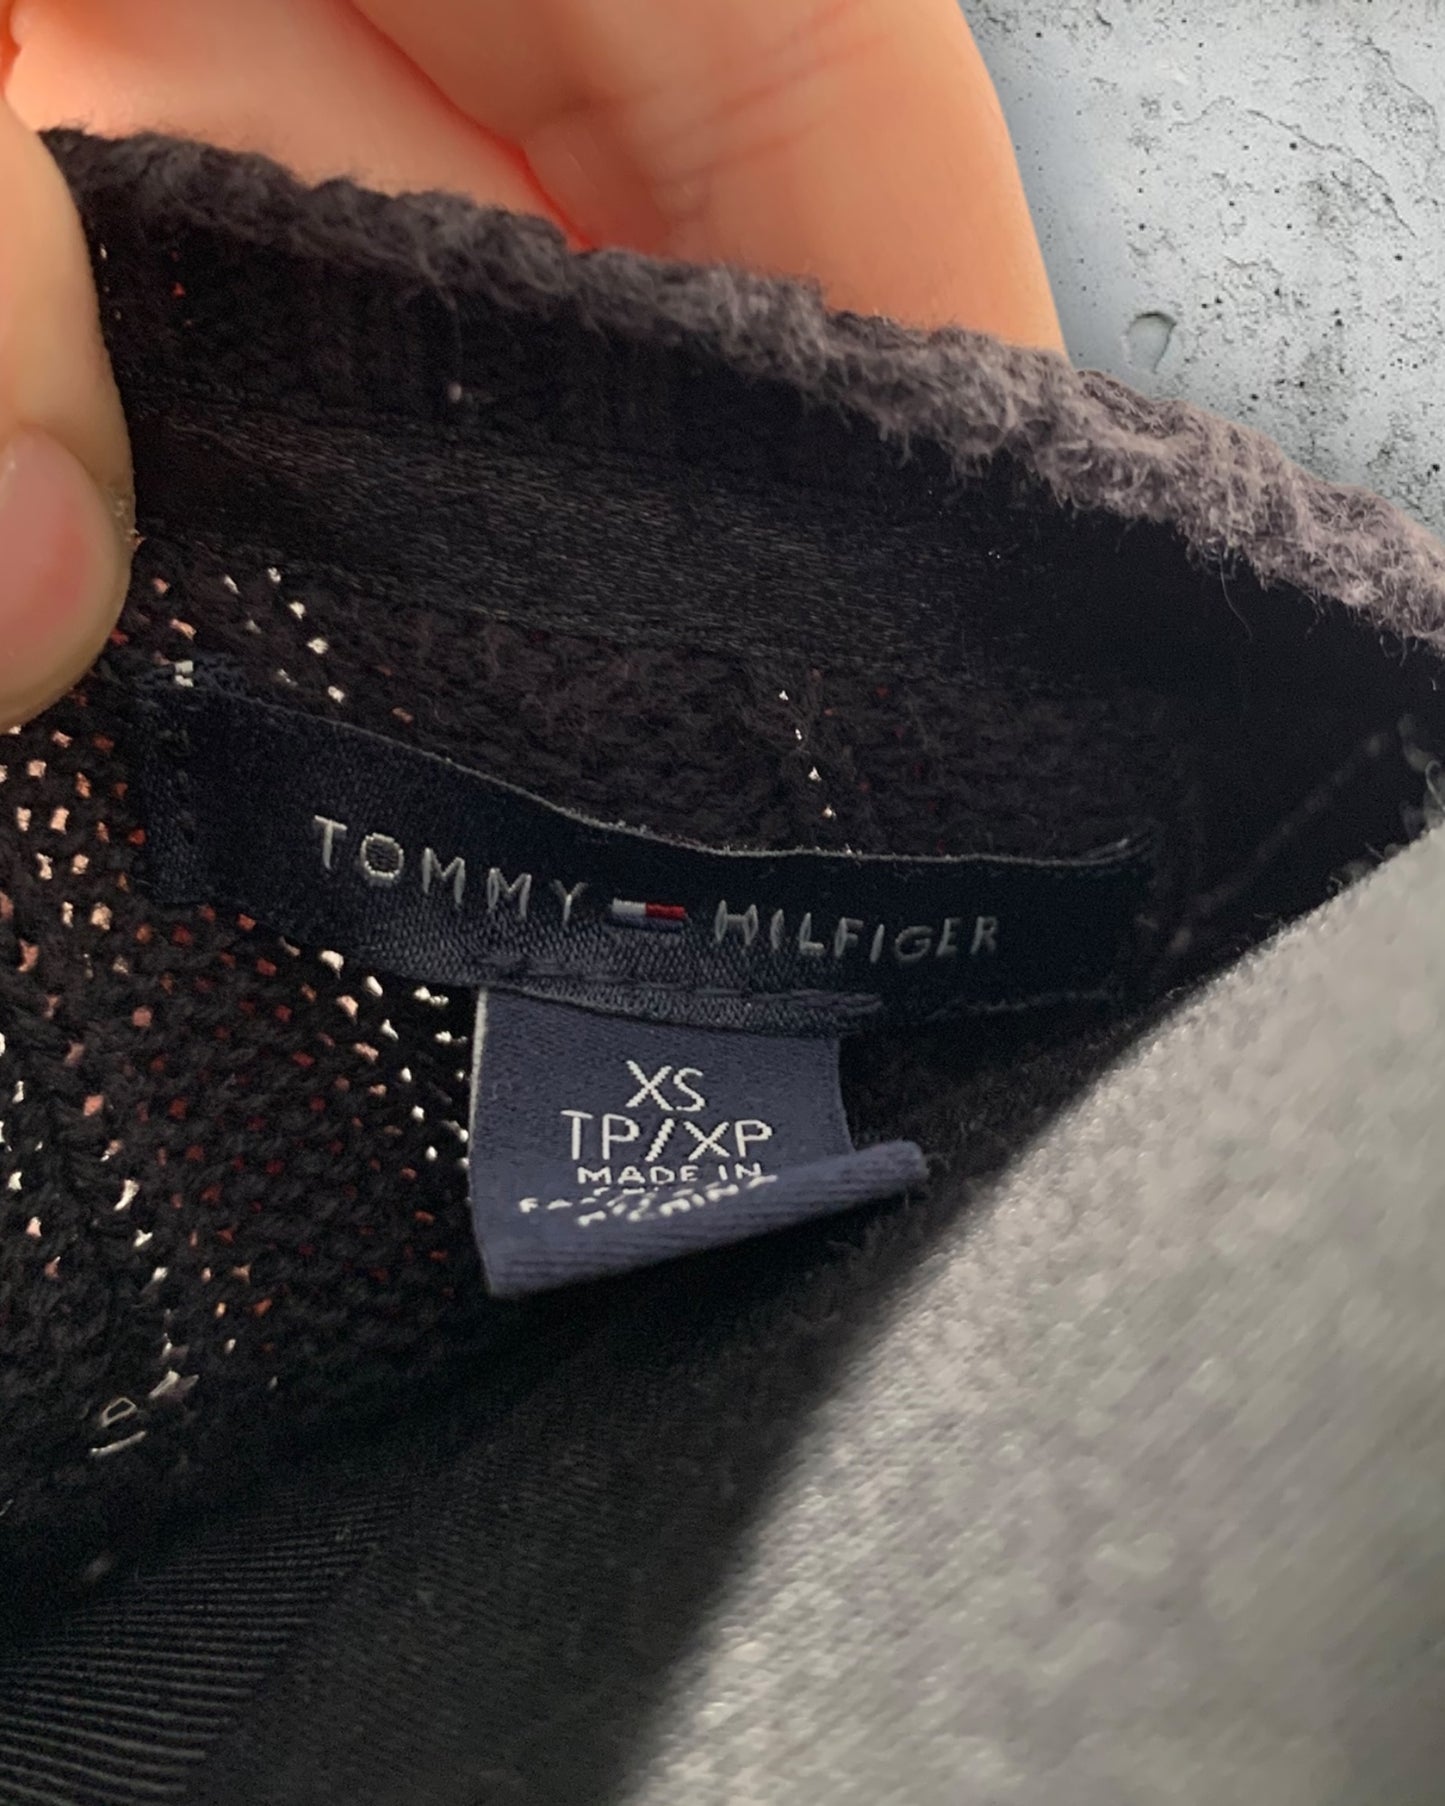 TOMMY HILFIGER
XS
TP/XP
MADE IN